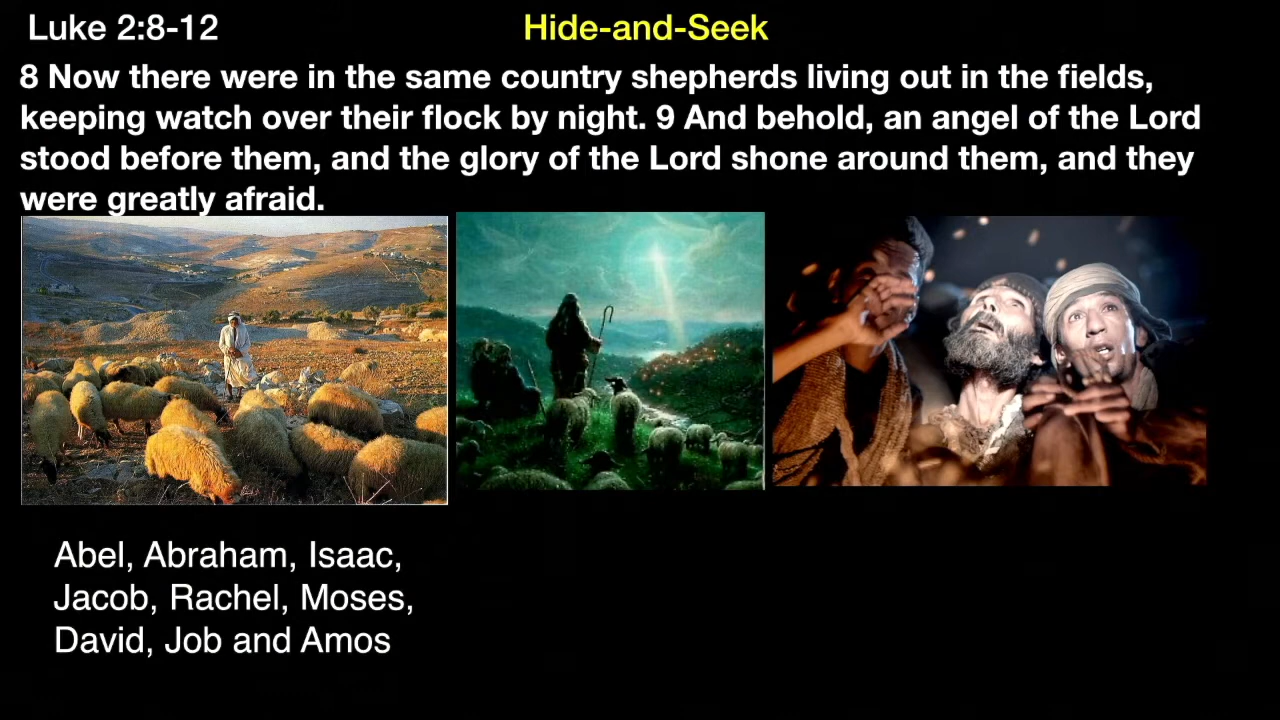 Luke 2:8-12
Hide-and-Seek
8 Now there were in the same country shepherds living out in the fields,
keeping watch over their flock by night. 9 And behold, an angel of the Lord
stood before them, and the glory of the Lord shone around them, and they
were greatly afraid.
Abel, Abraham, Isaac,
Jacob, Rachel, Moses,
David, Job and Amos